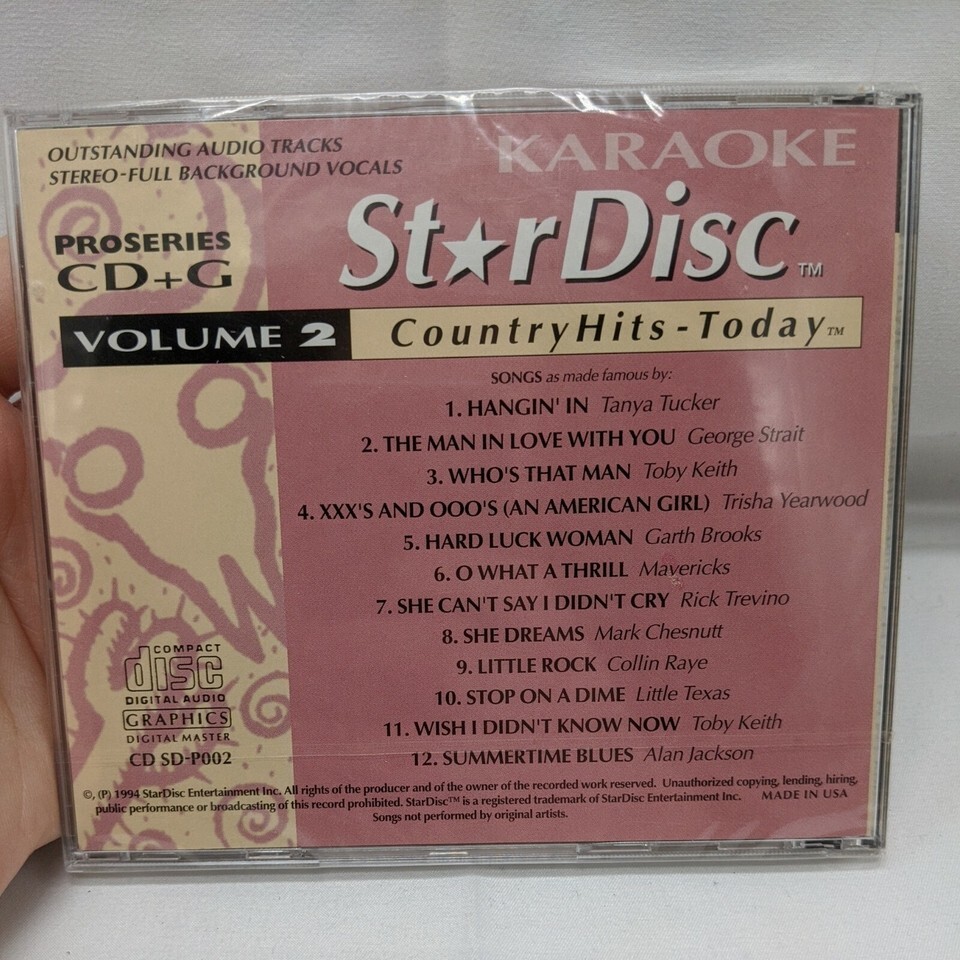 OUTSTANDING AUDIO TRACKS
STEREO-FULL BACKGROUND VOCALS
KARAOKE
St★rDisc™
PROSERIES
CD+G
VOLUME 2
CountryHits-Today™
SONGS as made famous by:
1. HANGIN' IN Tanya Tucker
2. THE MAN IN LOVE WITH YOU George Strait
3. WHO'S THAT MAN Toby Keith
4. XXX'S AND OOO'S (AN AMERICAN GIRL) Trisha Yearwood
5. HARD LUCK WOMAN Garth Brooks
6. O WHAT A THRILL Mavericks
7. SHE CAN'T SAY I DIDN'T CRY Rick Trevino
8. SHE DREAMS Mark Chesnutt
9. LITTLE ROCK Collin Raye
10. STOP ON A DIME Little Texas
11. WISH I DIDN'T KNOW NOW Toby Keith
12. SUMMERTIME BLUES Alan Jackson
COMPACT
disc
DIGITAL AUDIO
GRAPHICS
DIGITAL MASTER
CD SD-P002
©, (P) 1994 StarDisc Entertainment Inc. All rights of the producer and of the owner of the recorded work reserved. Unauthorized copying, lending, hiring,
public performance or broadcasting of this record prohibited. StarDisc™ is a registered trademark of StarDisc Entertainment Inc. MADE IN USA
Songs not performed by original artists.